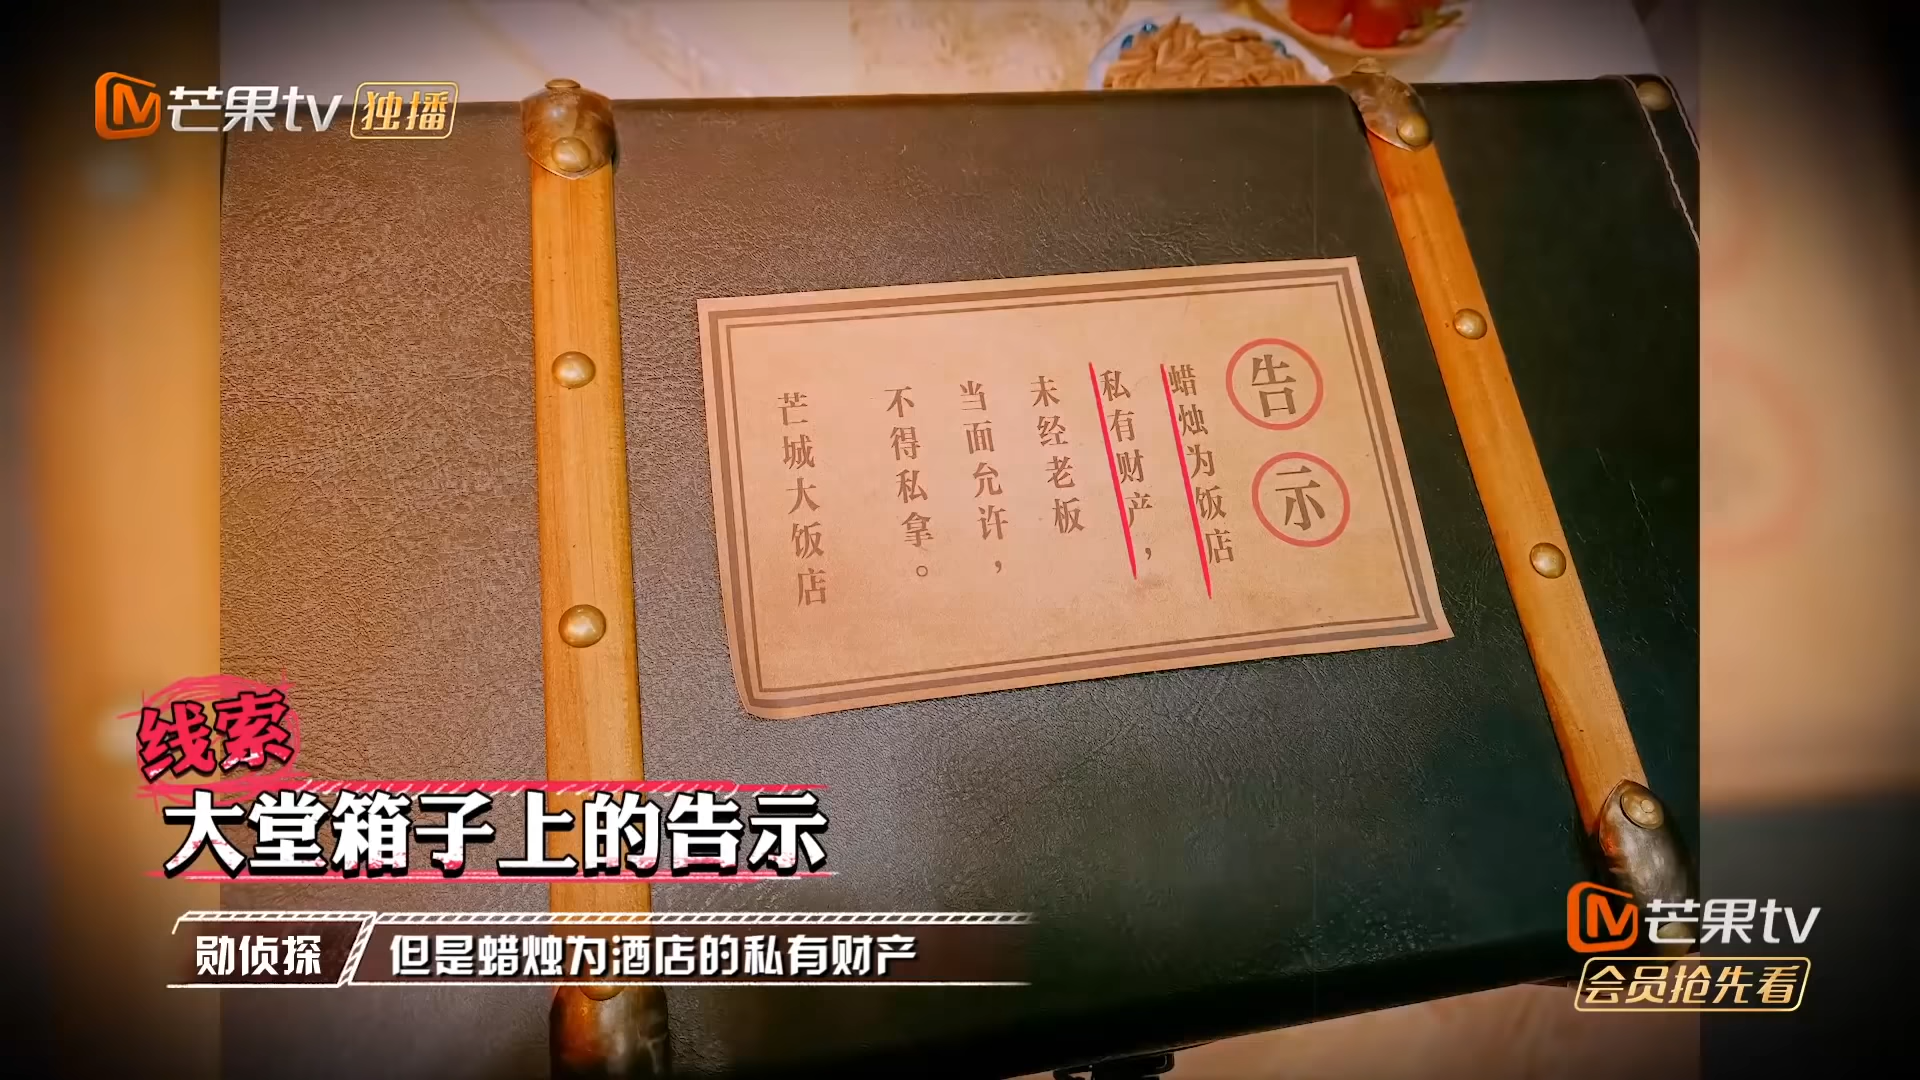 芒果tv 独播
告示
蜡烛为饭店
私有财产，
未经老板
当面允许，
不得私拿。
芒城大饭店
线索
大堂箱子上的告示
勋侦探 但是蜡烛为酒店的私有财产
芒果tv
会员抢先看